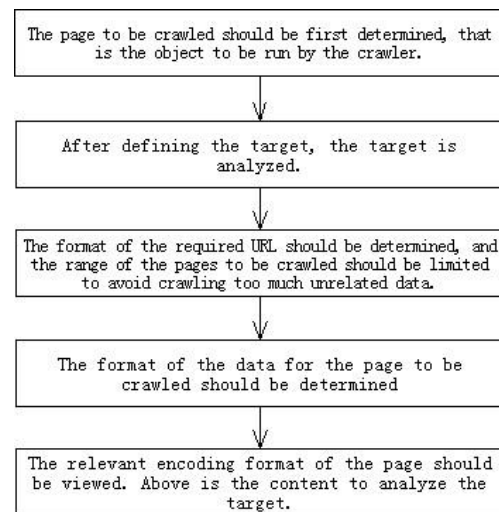 The page to be crawled should be first determined, that
is the object to be run by the crawler.
After defining the target, the target is
analyzed.
The format of the required URL should be determined, and
the range of the pages to be crawled should be limited
to avoid crawling too much unrelated data.
The format of the data for the page to be
crawled should be determined
The relevant encoding format of the page should
be viewed. Above is the content to analyze the
target.